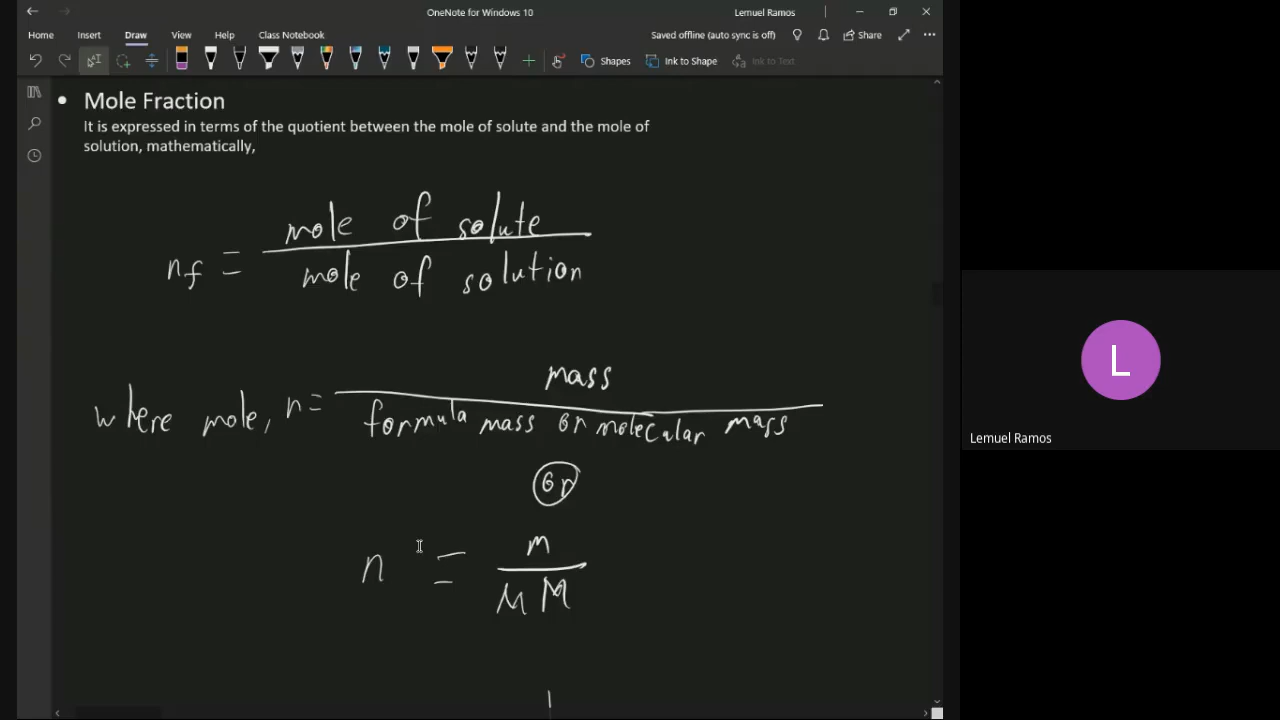 OneNote for Windows 10
Lemuel Ramos
Home Insert Draw View Help Class Notebook
Saved offline (auto sync is off)
Share
Shapes
Ink to Shape
Ink to Text
• Mole Fraction
It is expressed in terms of the quotient between the mole of solute and the mole of
solution, mathematically,
nf = mole of solute
mole of solution
where mole, n = mass
formula mass or molecular mass
or
n = m
MM
L
Lemuel Ramos